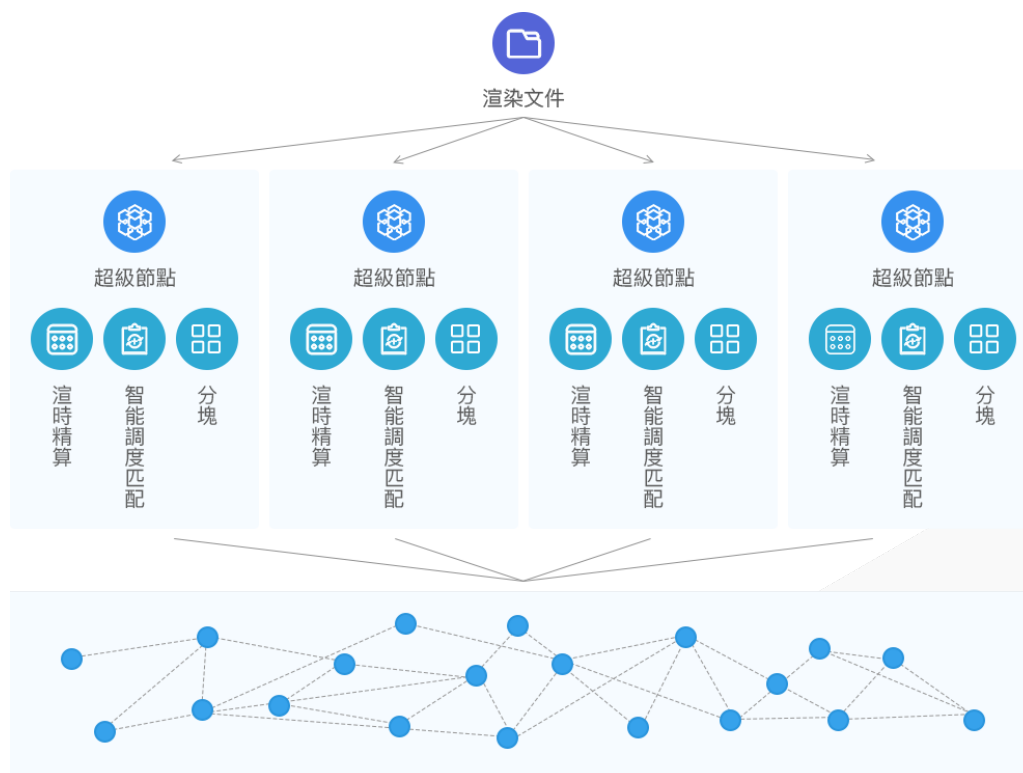 渲染文件
超級節點
超級節點
超級節點
超級節點
渲時精算
智能調度匹配
分塊
渲時精算
智能調度匹配
分塊
渲時精算
智能調度匹配
分塊
渲時精算
智能調度匹配
分塊